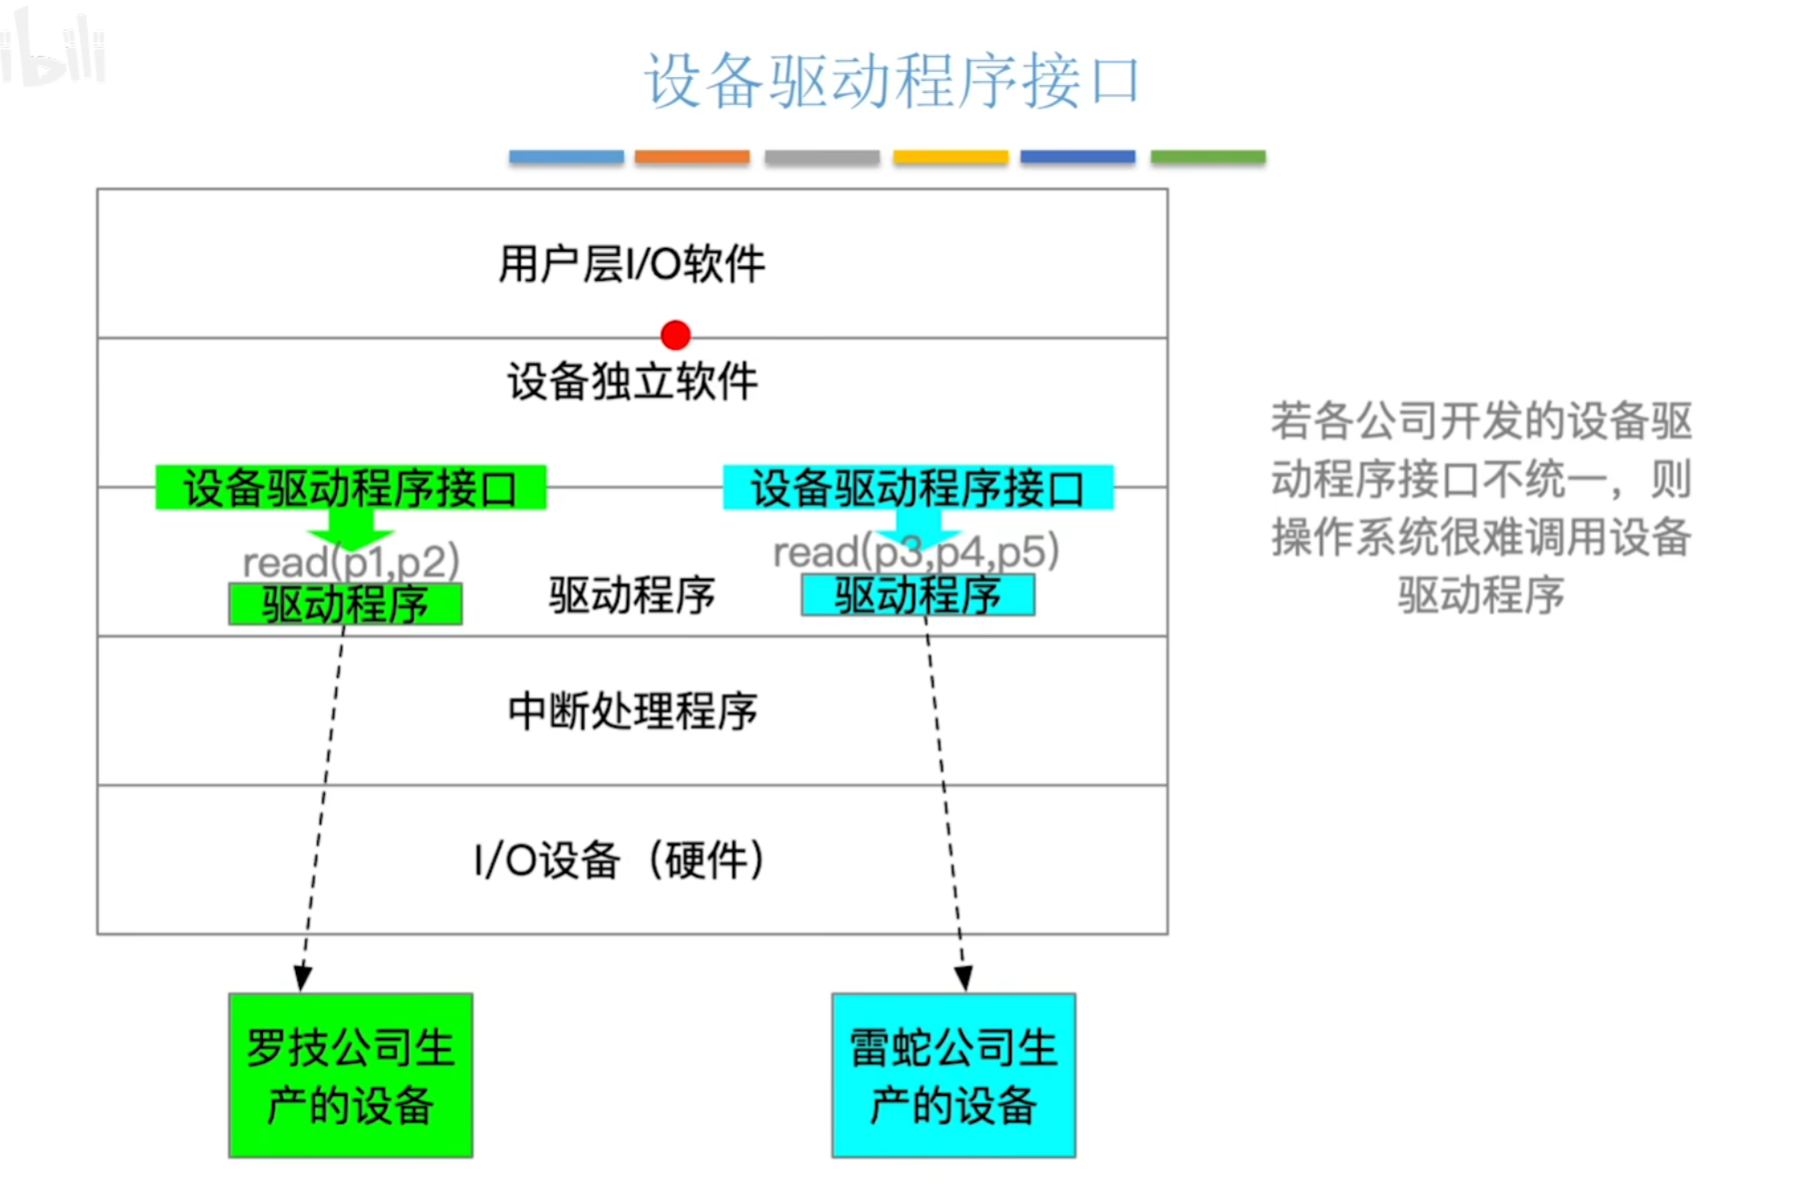 设备驱动程序接口
用户层I/O软件
设备独立软件
设备驱动程序接口
设备驱动程序接口
read(p1,p2)
read(p3,p4,p5)
驱动程序
驱动程序
驱动程序
中断处理程序
I/O设备（硬件）
罗技公司生
产的设备
雷蛇公司生
产的设备
若各公司开发的设备驱
动程序接口不统一，则
操作系统很难调用设备
驱动程序